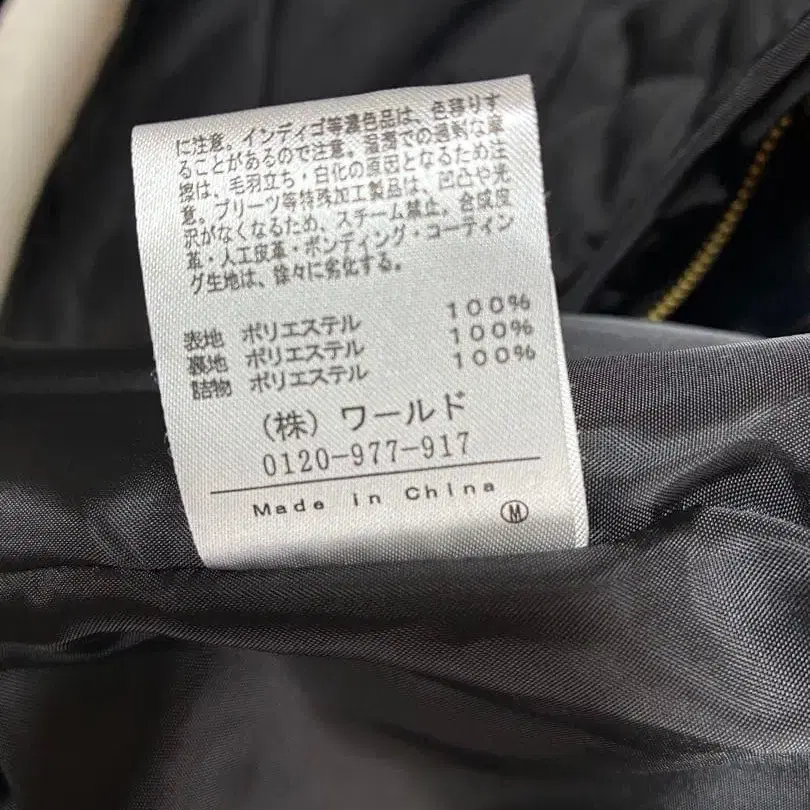 に注意。インディゴ等濃色品は、色移りす
ることがあるので注意。湿潤での過剰な摩
擦は、毛羽立ち・白化の原因となるため注
意。プリーツ等特殊加工製品は、凹凸や光
沢がなくなるため、スチーム禁止。合成皮
革・人工皮革・ボンディング・コーティン
グ生地は、徐々に劣化する。
表地 ポリエステル 100%
裏地 ポリエステル 100%
詰物 ポリエステル 100%
(株) ワールド
0120-977-917
Made in China
M